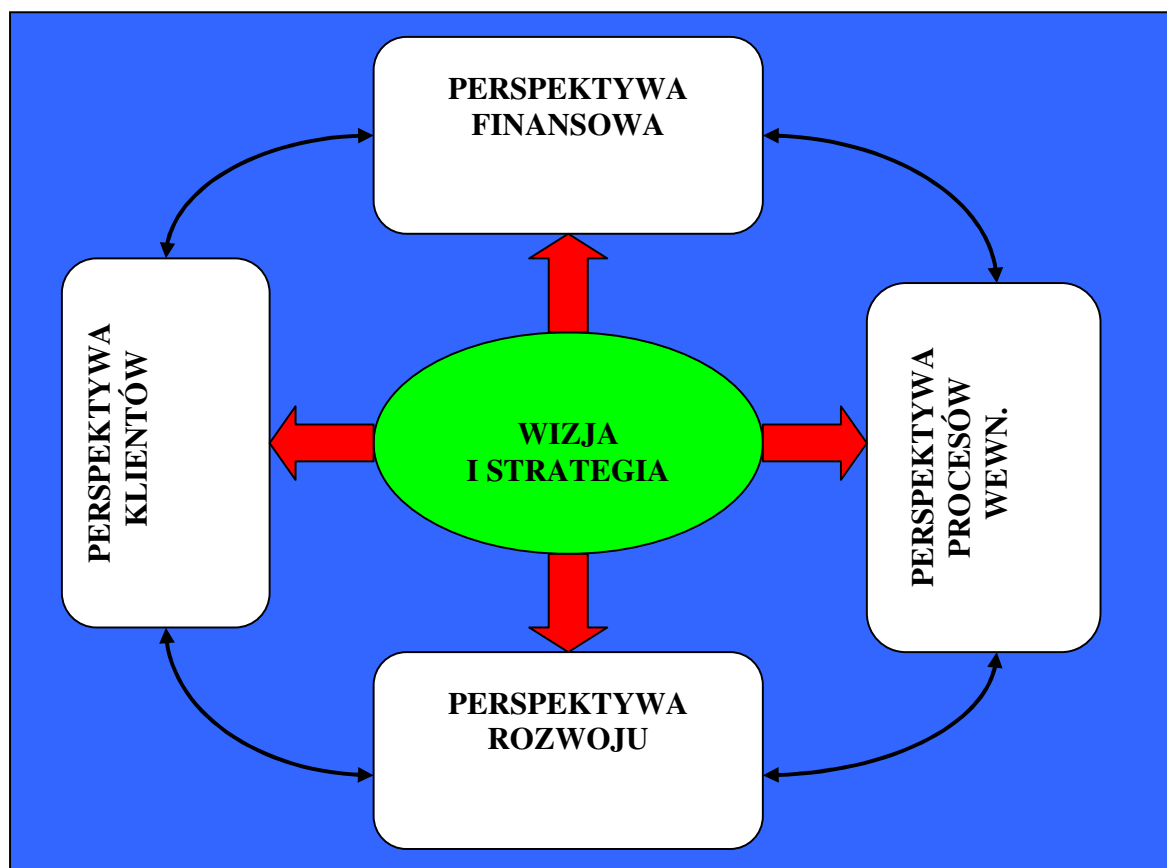 PERSPEKTYWA
FINANSOWA
PERSPEKTYWA
KLIENTÓW
WIZJA
I STRATEGIA
PERSPEKTYWA
PROCESÓW
WEWN.
PERSPEKTYWA
ROZWOJU